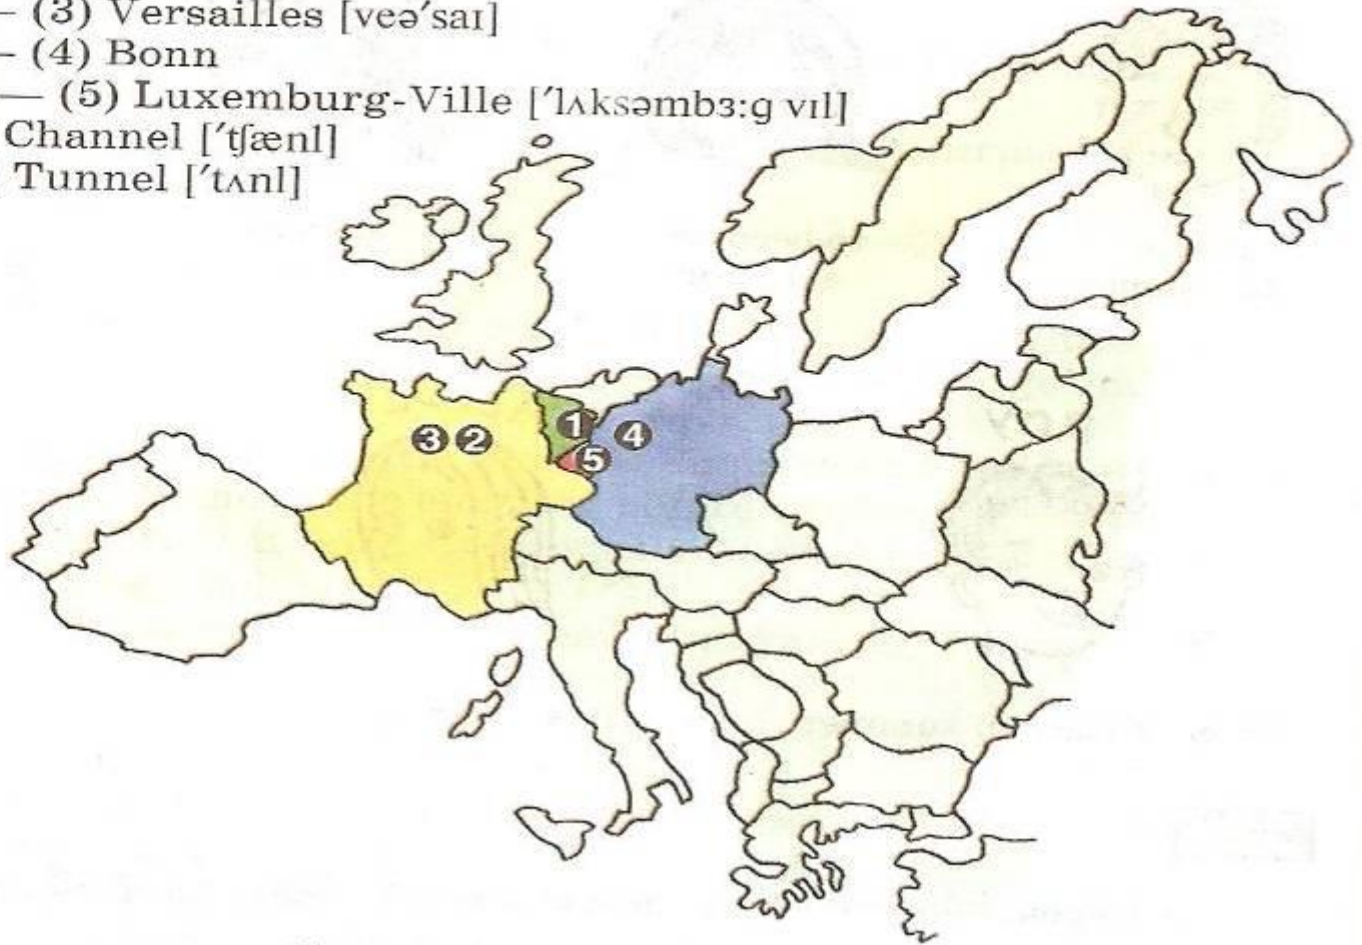 – (3) Versailles [veə′saɪ]
– (4) Bonn
— (5) Luxemburg-Ville [′lʌksəmbɜ:g vɪl]
Channel [′tʃænl]
Tunnel [′tʌnl]
3 2 1 4
5